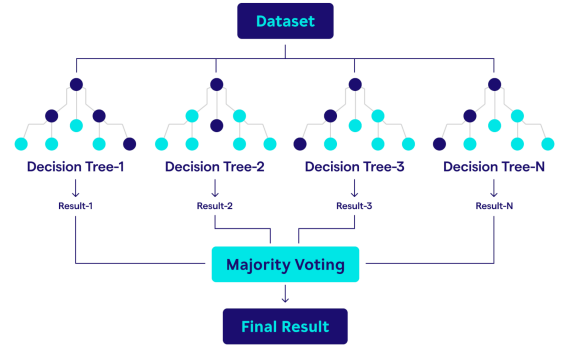 Dataset
Decision Tree-1
Decision Tree-2
Decision Tree-3
Decision Tree-N
Result-1
Result-2
Result-3
Result-N
Majority Voting
Final Result